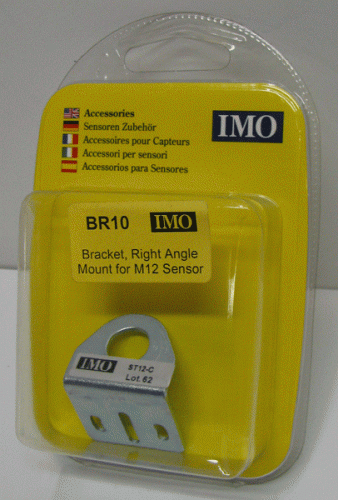 IMO
Accessories
Sensoren Zubehör
Accessoires pour Capteurs
Accessori per sensori
Accessorios para Sensores
BR10 IMO
Bracket, Right Angle
Mount for M12 Sensor
IMO ST12-C
Lot.62